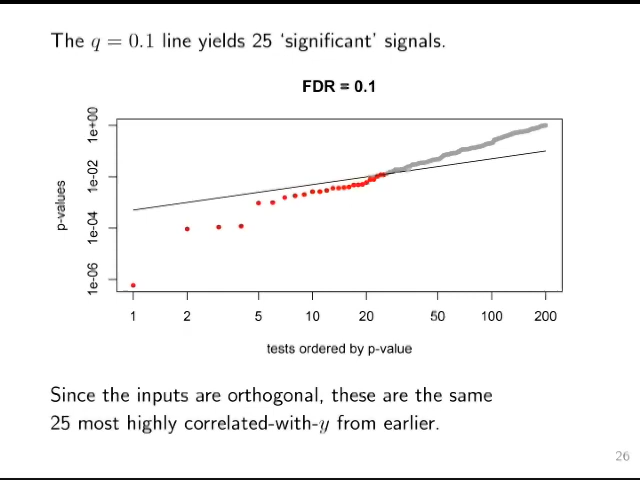 The q = 0.1 line yields 25 ‘significant’ signals.
FDR = 0.1
p-values
1e+00
1e-02
1e-04
1e-06
1 2 5 10 20 50 100 200
tests ordered by p-value
Since the inputs are orthogonal, these are the same
25 most highly correlated-with-y from earlier.
26